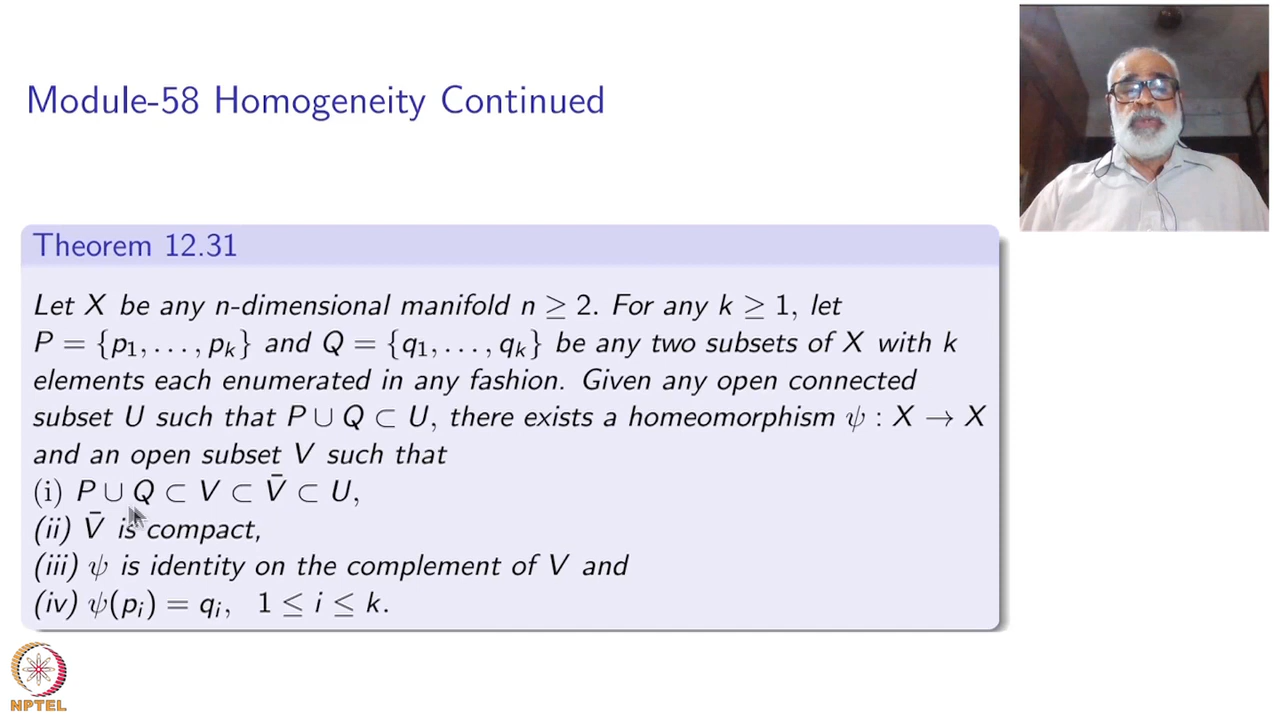 Module-58 Homogeneity Continued
Theorem 12.31
Let X be any n-dimensional manifold n ≥ 2. For any k ≥ 1, let
P = {p₁, . . . , pₖ} and Q = {q₁, . . . , qₖ} be any two subsets of X with k
elements each enumerated in any fashion. Given any open connected
subset U such that P ∪ Q ⊂ U, there exists a homeomorphism ψ : X → X
and an open subset V such that
(i) P ∪ Q ⊂ V ⊂ V̄ ⊂ U,
(ii) V̄ is compact,
(iii) ψ is identity on the complement of V and
(iv) ψ(pᵢ) = qᵢ, 1 ≤ i ≤ k.
NPTEL